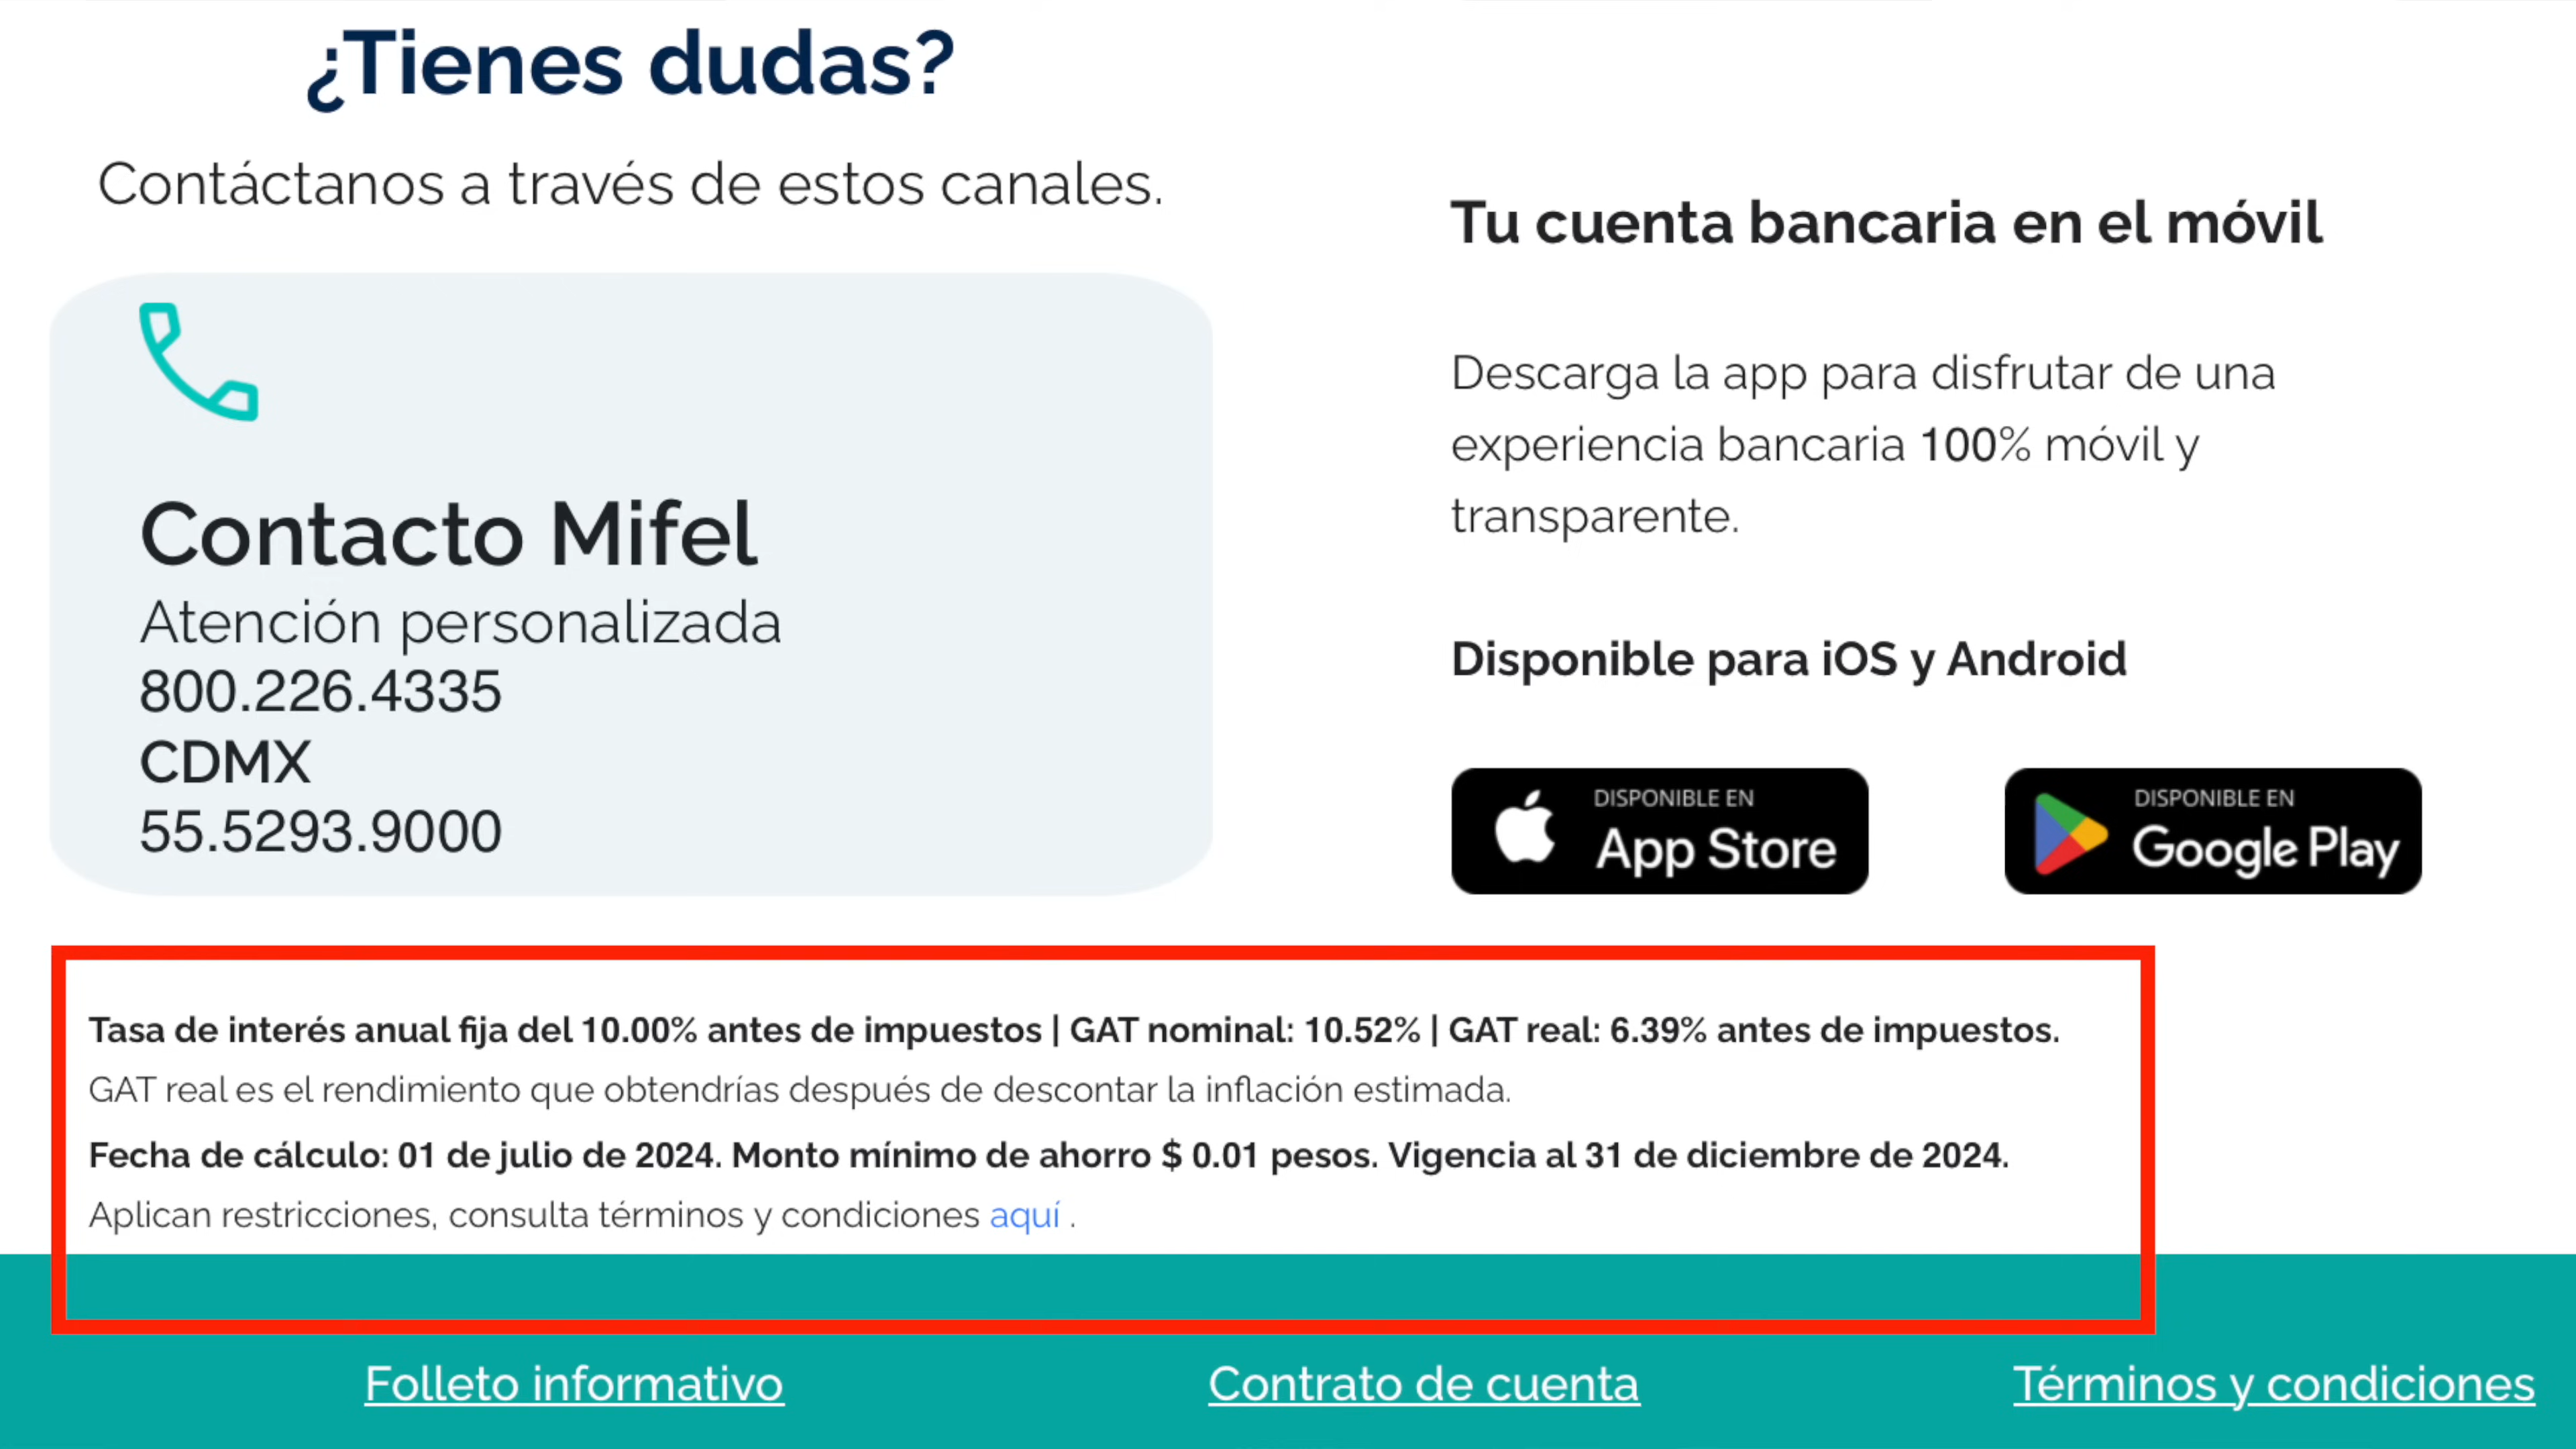 ¿Tienes dudas?
Contáctanos a través de estos canales.
Contacto Mifel
Atención personalizada
800.226.4335
CDMX
55.5293.9000
Tu cuenta bancaria en el móvil
Descarga la app para disfrutar de una
experiencia bancaria 100% móvil y
transparente.
Disponible para iOS y Android
DISPONIBLE EN
App Store
DISPONIBLE EN
Google Play
Tasa de interés anual fija del 10.00% antes de impuestos | GAT nominal: 10.52% | GAT real: 6.39% antes de impuestos.
GAT real es el rendimiento que obtendrías después de descontar la inflación estimada.
Fecha de cálculo: 01 de julio de 2024. Monto mínimo de ahorro $ 0.01 pesos. Vigencia al 31 de diciembre de 2024.
Aplican restricciones, consulta términos y condiciones aquí .
Folleto informativo
Contrato de cuenta
Términos y condiciones